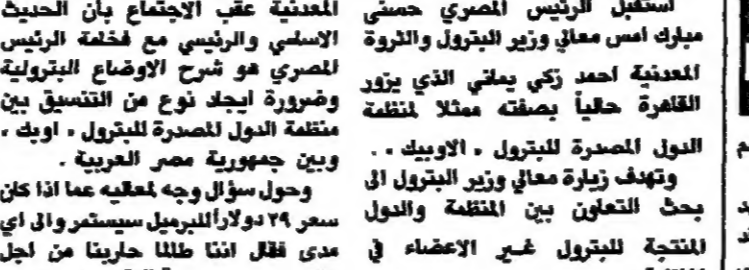 استقبل الرئيس المصري حسني
مبارك امس معالي وزير البترول والثروة
المعدنية احمد زكي يماني الذي يزور
القاهرة حالياً بصفته ممثلا لمنظمة
الدول المصدرة للبترول « الاوبيك » .
وتهدف زيارة معالي وزير البترول الى
بحث التعاون بين المنظمة والدول
المنتجة للبترول غير الاعضاء في
المعدنية عقب الاجتماع بأن الحديث
الاساسي والرئيسي مع فخامة الرئيس
المصري هو شرح الاوضاع البترولية
وضرورة ايجاد نوع من التنسيق بين
منظمة الدول المصدرة للبترول « اوبك »
وبين جمهورية مصر العربية .
وحول سؤال وجه لمعاليه عما اذا كان
سعر ٢٩ دولاراً للبرميل سيستمر والى اي
مدى فقال اننا طالما حاربنا من اجل